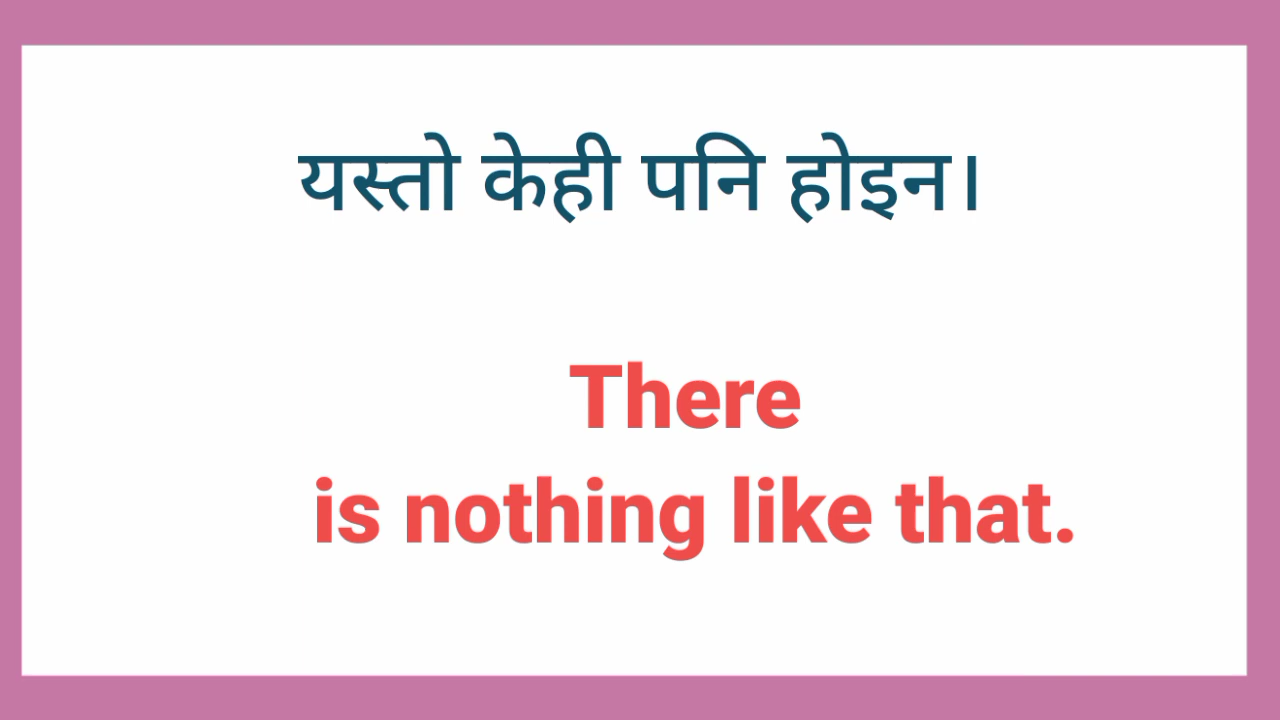 यस्तो केही पनि होइन।
There
is nothing like that.